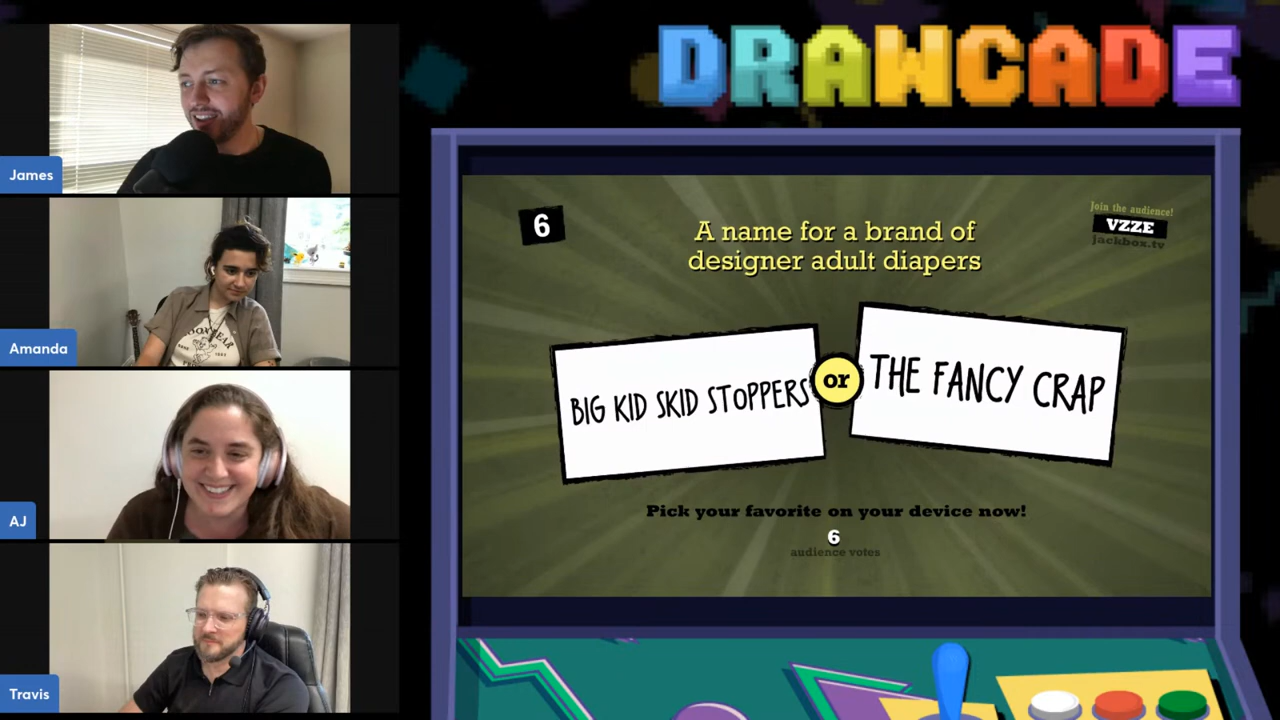 DRAWCADE
James
Amanda
AJ
Travis
6
A name for a brand of
designer adult diapers
Join the audience!
VZZE
jackbox.tv
BIG KID SKID STOPPERS
or
THE FANCY CRAP
Pick your favorite on your device now!
6
audience votes